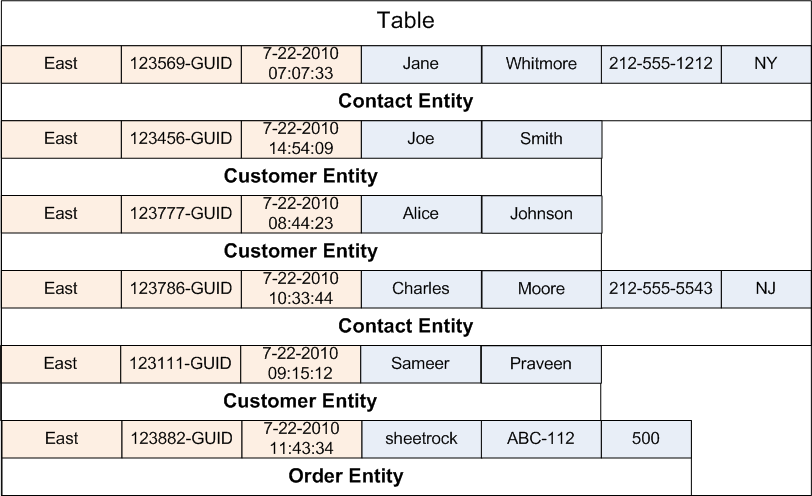 Table
East 123569-GUID 7-22-2010 07:07:33 Jane Whitmore 212-555-1212 NY
Contact Entity
East 123456-GUID 7-22-2010 14:54:09 Joe Smith
Customer Entity
East 123777-GUID 7-22-2010 08:44:23 Alice Johnson
Customer Entity
East 123786-GUID 7-22-2010 10:33:44 Charles Moore 212-555-5543 NJ
Contact Entity
East 123111-GUID 7-22-2010 09:15:12 Sameer Praveen
Customer Entity
East 123882-GUID 7-22-2010 11:43:34 sheetrock ABC-112 500
Order Entity